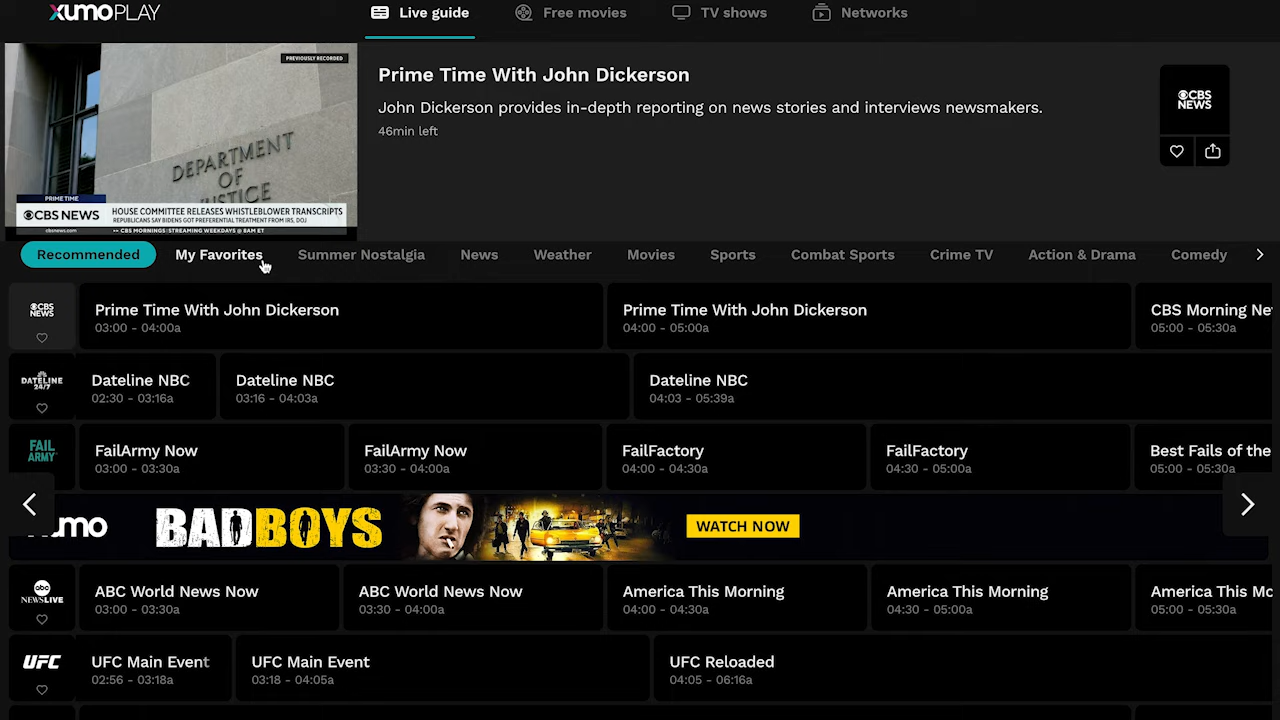 XUMO PLAY
Live guide
Free movies
TV shows
Networks
PREVIOUSLY RECORDED
DEPARTMENT
OF
JUSTICE
PRIME TIME
CBS NEWS
HOUSE COMMITTEE RELEASES WHISTLEBLOWER TRANSCRIPTS
REPUBLICANS SAY BIDENS GOT PREFERENTIAL TREATMENT FROM IRS, DOJ
cbsnews.com
CBS MORNINGS | STREAMING WEEKDAYS @ 8AM ET
Prime Time With John Dickerson
John Dickerson provides in-depth reporting on news stories and interviews newsmakers.
46min left
CBS
NEWS
Recommended
My Favorites
Summer Nostalgia
News
Weather
Movies
Sports
Combat Sports
Crime TV
Action & Drama
Comedy
CBS
NEWS
Prime Time With John Dickerson
03:00 - 04:00a
Prime Time With John Dickerson
04:00 - 05:00a
CBS Morning Ne
05:00 - 05:30a
DATELINE
24/7
Dateline NBC
02:30 - 03:16a
Dateline NBC
03:16 - 04:03a
Dateline NBC
04:03 - 05:39a
FAIL
ARMY
FailArmy Now
03:00 - 03:30a
FailArmy Now
03:30 - 04:00a
FailFactory
04:00 - 04:30a
FailFactory
04:30 - 05:00a
Best Fails of the
05:00 - 05:30a
xumo
BADBOYS
WATCH NOW
abc
NEWS LIVE
ABC World News Now
03:00 - 03:30a
ABC World News Now
03:30 - 04:00a
America This Morning
04:00 - 04:30a
America This Morning
04:30 - 05:00a
America This Mo
05:00 - 05:30a
UFC
UFC Main Event
02:56 - 03:18a
UFC Main Event
03:18 - 04:05a
UFC Reloaded
04:05 - 06:16a